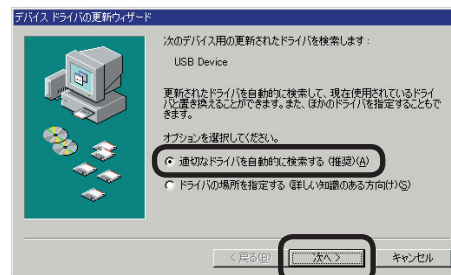 デバイス ドライバの更新ウィザード
次のデバイス用の更新されたドライバを検索します :
USB Device
更新されたドライバを自動的に検索して、現在使用されているドライ
バと置き換えることができます。また、ほかのドライバを指定することもで
きます。
オプションを選択してください。
適切なドライバを自動的に検索する (推奨)(A)
ドライバの場所を指定する (詳しい知識のある方向け)(S)
< 戻る(B)
次へ >
キャンセル